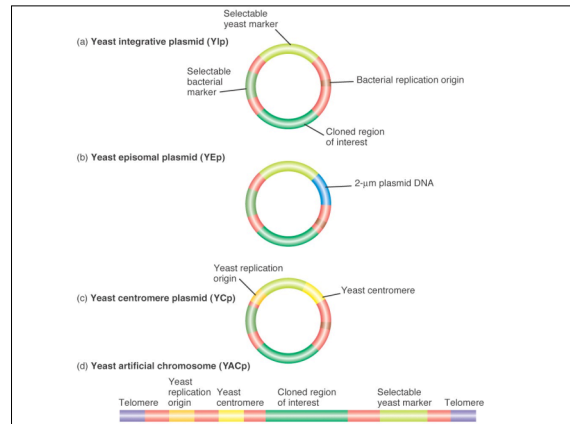 Selectable
yeast marker
(a) Yeast integrative plasmid (YIp)
Selectable
bacterial
marker
Bacterial replication origin
Cloned region
of interest
(b) Yeast episomal plasmid (YEp)
2-μm plasmid DNA
Yeast replication
origin
Yeast centromere
(c) Yeast centromere plasmid (YCp)
(d) Yeast artificial chromosome (YACp)
Telomere
Yeast
replication
origin
Yeast
centromere
Cloned region
of interest
Selectable
yeast marker
Telomere